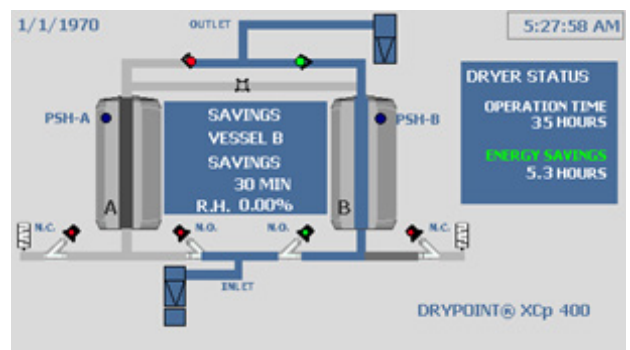 1/1/1970
OUTLET
5:27:58 AM
DRYER STATUS
OPERATION TIME
35 HOURS
ENERGY SAVINGS
5.3 HOURS
PSH-A
SAVINGS
VESSEL B
SAVINGS
30 MIN
R.H. 0.00%
PSH-B
A
B
N.C.
N.O.
N.O.
N.C.
INLET
DRYPOINT® XCp 400